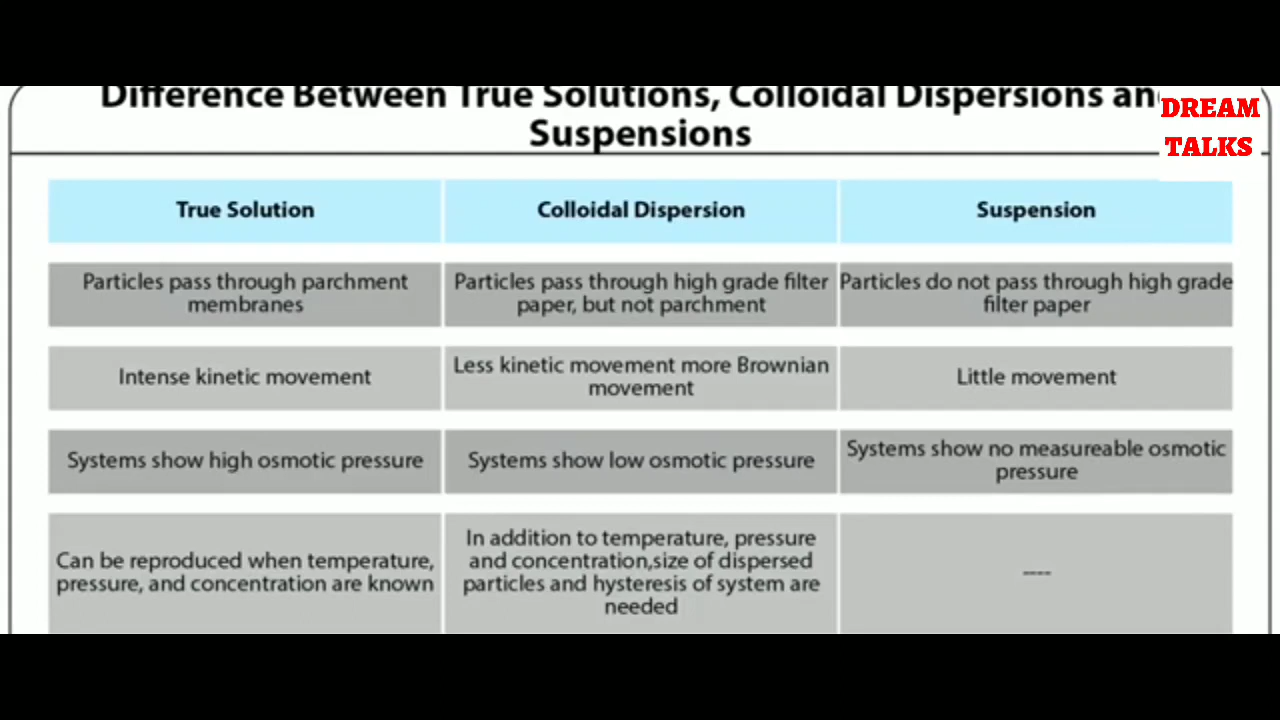 Difference Between True Solutions, Colloidal Dispersions and
Suspensions
DREAM
TALKS
True Solution
Colloidal Dispersion
Suspension
Particles pass through parchment
membranes
Particles pass through high grade filter
paper, but not parchment
Particles do not pass through high grade
filter paper
Intense kinetic movement
Less kinetic movement more Brownian
movement
Little movement
Systems show high osmotic pressure
Systems show low osmotic pressure
Systems show no measureable osmotic
pressure
Can be reproduced when temperature,
pressure, and concentration are known
In addition to temperature, pressure
and concentration,size of dispersed
particles and hysteresis of system are
needed
----